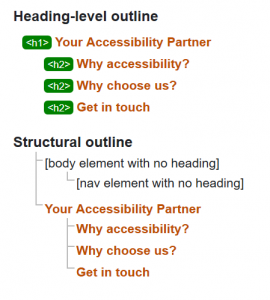 Heading-level outline
<h1> Your Accessibility Partner
<h2> Why accessibility?
<h2> Why choose us?
<h2> Get in touch
Structural outline
[body element with no heading]
[nav element with no heading]
Your Accessibility Partner
Why accessibility?
Why choose us?
Get in touch